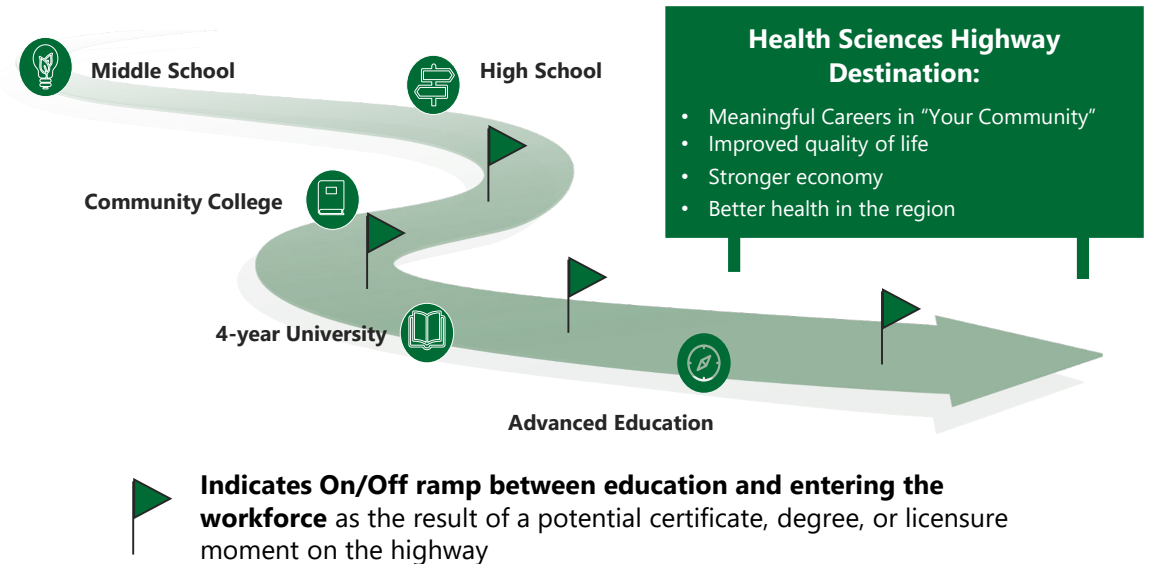 Middle School
High School
Health Sciences Highway
Destination:
• Meaningful Careers in “Your Community”
• Improved quality of life
• Stronger economy
• Better health in the region
Community College
4-year University
Advanced Education
Indicates On/Off ramp between education and entering the
workforce as the result of a potential certificate, degree, or licensure
moment on the highway